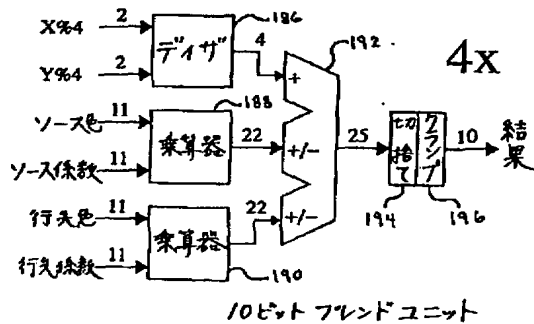 X%4 2
Y%4 2
ディザ
186
4
192
4x
ソース色 11
ソース係数 11
乗算器
188
22
+
+/-
+/-
25
切捨て
クランプ
10
結果
194
196
行先色 11
行先係数 11
乗算器
22
190
10ビット ブレンド ユニット